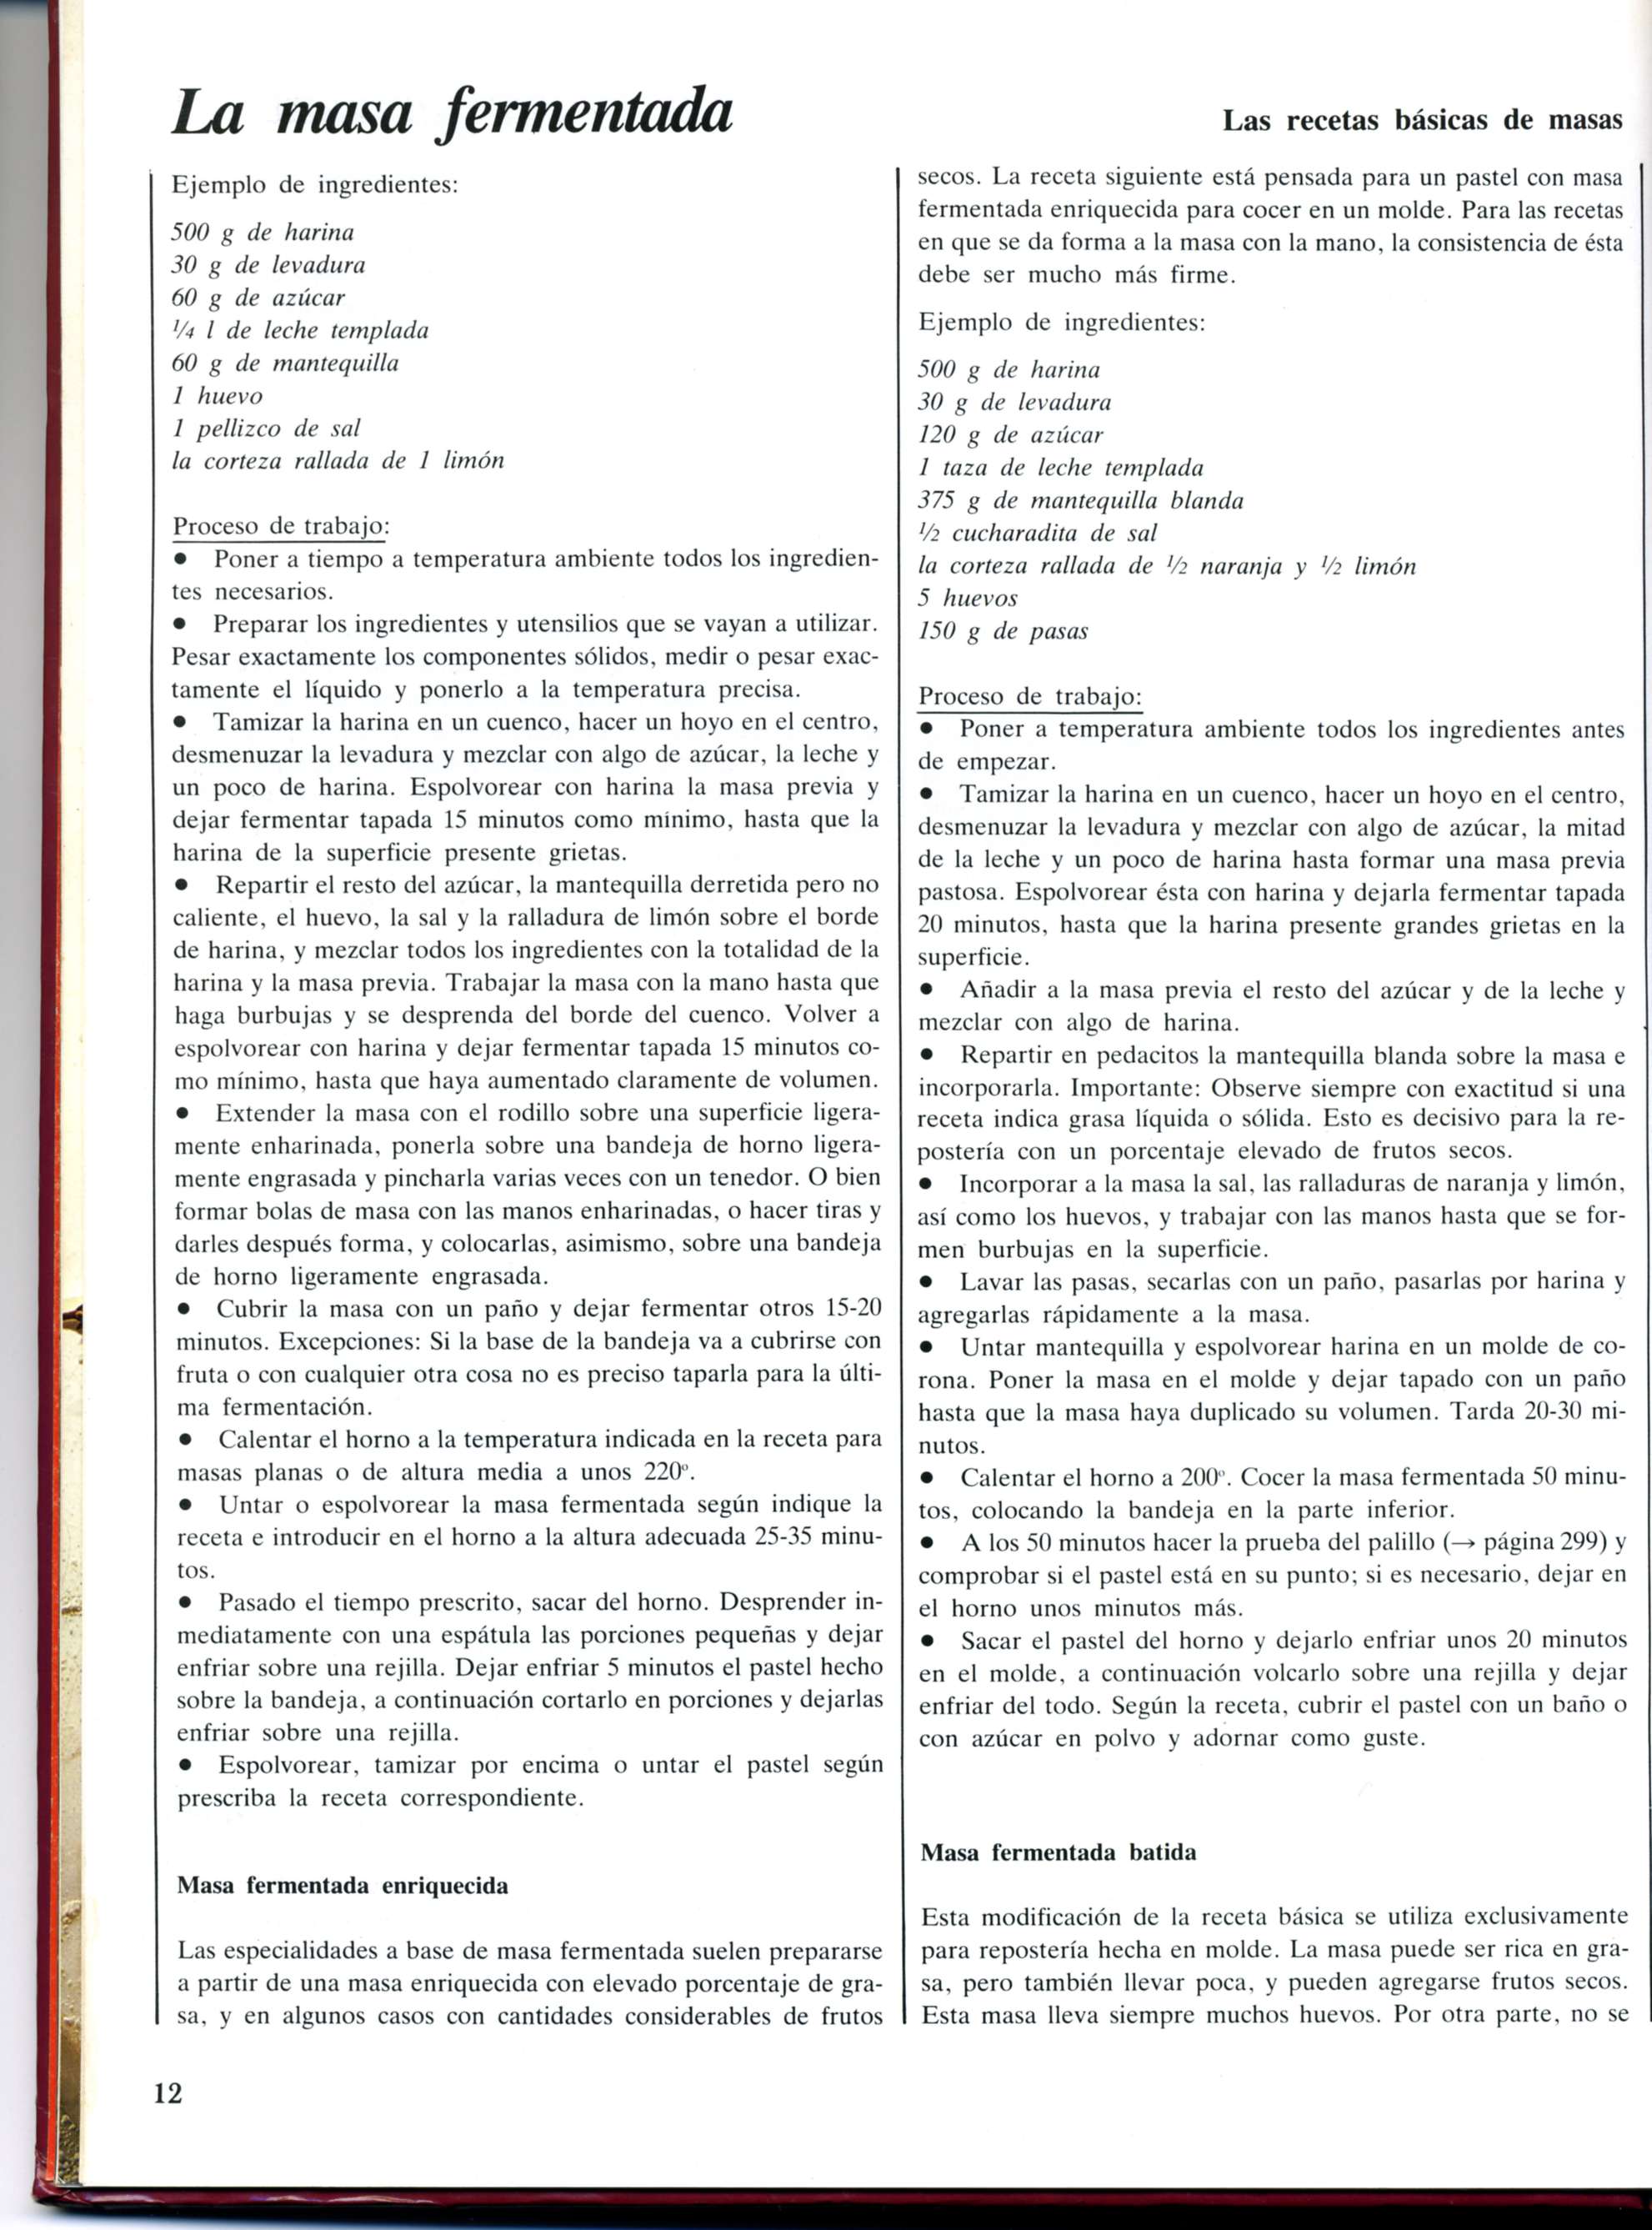 La masa fermentada
Las recetas básicas de masas
Ejemplo de ingredientes:
500 g de harina
30 g de levadura
60 g de azúcar
1/4 l de leche templada
60 g de mantequilla
1 huevo
1 pellizco de sal
la corteza rallada de 1 limón
Proceso de trabajo:
• Poner a tiempo a temperatura ambiente todos los ingredien-
tes necesarios.
• Preparar los ingredientes y utensilios que se vayan a utilizar.
Pesar exactamente los componentes sólidos, medir o pesar exac-
tamente el líquido y ponerlo a la temperatura precisa.
• Tamizar la harina en un cuenco, hacer un hoyo en el centro,
desmenuzar la levadura y mezclar con algo de azúcar, la leche y
un poco de harina. Espolvorear con harina la masa previa y
dejar fermentar tapada 15 minutos como mínimo, hasta que la
harina de la superficie presente grietas.
• Repartir el resto del azúcar, la mantequilla derretida pero no
caliente, el huevo, la sal y la ralladura de limón sobre el borde
de harina, y mezclar todos los ingredientes con la totalidad de la
harina y la masa previa. Trabajar la masa con la mano hasta que
haga burbujas y se desprenda del borde del cuenco. Volver a
espolvorear con harina y dejar fermentar tapada 15 minutos co-
mo mínimo, hasta que haya aumentado claramente de volumen.
• Extender la masa con el rodillo sobre una superficie ligera-
mente enharinada, ponerla sobre una bandeja de horno ligera-
mente engrasada y pincharla varias veces con un tenedor. O bien
formar bolas de masa con las manos enharinadas, o hacer tiras y
darles después forma, y colocarlas, asimismo, sobre una bandeja
de horno ligeramente engrasada.
• Cubrir la masa con un paño y dejar fermentar otros 15-20
minutos. Excepciones: Si la base de la bandeja va a cubrirse con
fruta o con cualquier otra cosa no es preciso taparla para la últi-
ma fermentación.
• Calentar el horno a la temperatura indicada en la receta para
masas planas o de altura media a unos 220º.
• Untar o espolvorear la masa fermentada según indique la
receta e introducir en el horno a la altura adecuada 25-35 minu-
tos.
• Pasado el tiempo prescrito, sacar del horno. Desprender in-
mediatamente con una espátula las porciones pequeñas y dejar
enfriar sobre una rejilla. Dejar enfriar 5 minutos el pastel hecho
sobre la bandeja, a continuación cortarlo en porciones y dejarlas
enfriar sobre una rejilla.
• Espolvorear, tamizar por encima o untar el pastel según
prescriba la receta correspondiente.
Masa fermentada enriquecida
Las especialidades a base de masa fermentada suelen prepararse
a partir de una masa enriquecida con elevado porcentaje de gra-
sa, y en algunos casos con cantidades considerables de frutos
secos. La receta siguiente está pensada para un pastel con masa
fermentada enriquecida para cocer en un molde. Para las recetas
en que se da forma a la masa con la mano, la consistencia de ésta
debe ser mucho más firme.
Ejemplo de ingredientes:
500 g de harina
30 g de levadura
120 g de azúcar
1 taza de leche templada
375 g de mantequilla blanda
1/2 cucharadita de sal
la corteza rallada de 1/2 naranja y 1/2 limón
5 huevos
150 g de pasas
Proceso de trabajo:
• Poner a temperatura ambiente todos los ingredientes antes
de empezar.
• Tamizar la harina en un cuenco, hacer un hoyo en el centro,
desmenuzar la levadura y mezclar con algo de azúcar, la mitad
de la leche y un poco de harina hasta formar una masa previa
pastosa. Espolvorear ésta con harina y dejarla fermentar tapada
20 minutos, hasta que la harina presente grandes grietas en la
superficie.
• Añadir a la masa previa el resto del azúcar y de la leche y
mezclar con algo de harina.
• Repartir en pedacitos la mantequilla blanda sobre la masa e
incorporarla. Importante: Observe siempre con exactitud si una
receta indica grasa líquida o sólida. Esto es decisivo para la re-
postería con un porcentaje elevado de frutos secos.
• Incorporar a la masa la sal, las ralladuras de naranja y limón,
así como los huevos, y trabajar con las manos hasta que se for-
men burbujas en la superficie.
• Lavar las pasas, secarlas con un paño, pasarlas por harina y
agregarlas rápidamente a la masa.
• Untar mantequilla y espolvorear harina en un molde de co-
rona. Poner la masa en el molde y dejar tapado con un paño
hasta que la masa haya duplicado su volumen. Tarda 20-30 mi-
nutos.
• Calentar el horno a 200º. Cocer la masa fermentada 50 minu-
tos, colocando la bandeja en la parte inferior.
• A los 50 minutos hacer la prueba del palillo (→ página 299) y
comprobar si el pastel está en su punto; si es necesario, dejar en
el horno unos minutos más.
• Sacar el pastel del horno y dejarlo enfriar unos 20 minutos
en el molde, a continuación volcarlo sobre una rejilla y dejar
enfriar del todo. Según la receta, cubrir el pastel con un baño o
con azúcar en polvo y adornar como guste.
Masa fermentada batida
Esta modificación de la receta básica se utiliza exclusivamente
para repostería hecha en molde. La masa puede ser rica en gra-
sa, pero también llevar poca, y pueden agregarse frutos secos.
Esta masa lleva siempre muchos huevos. Por otra parte, no se
12